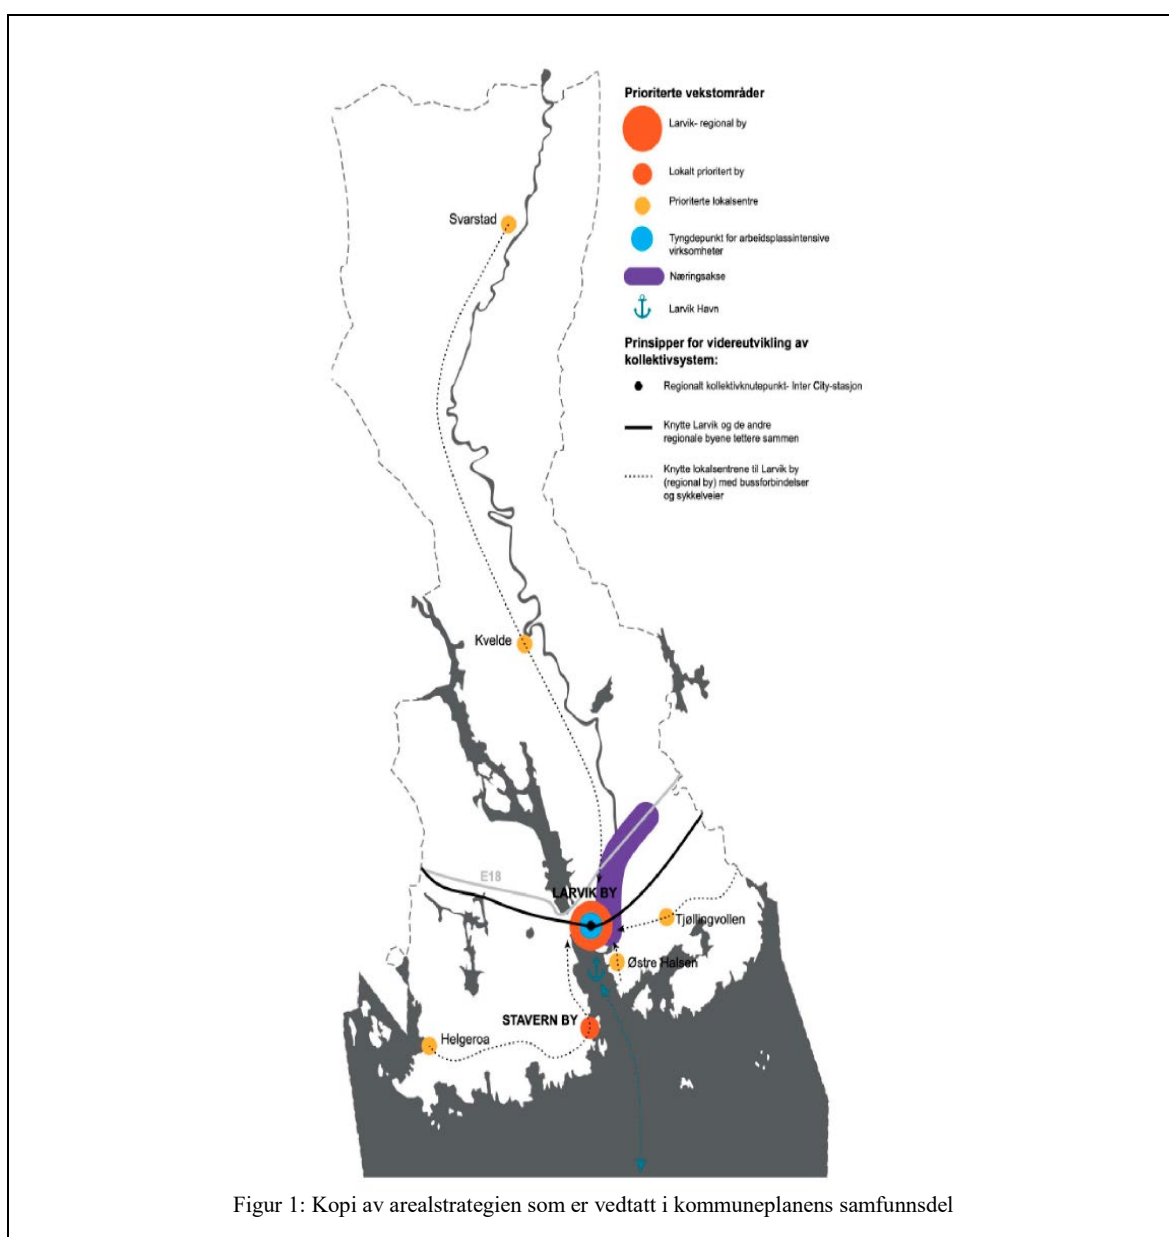 Prioriterte vekstområder
Larvik- regional by
Lokalt prioritert by
Prioriterte lokalsentre
Tyngdepunkt for arbeidsplassintensive
virksomheter
Næringsakse
Larvik Havn
Prinsipper for videreutvikling av
kollektivsystem:
Regionalt kollektivknutepunkt- Inter City-stasjon
Knytte Larvik og de andre
regionale byene tettere sammen
Knytte lokalsentrene til Larvik by
(regional by) med bussforbindelser
og sykkelveier
Svarstad
Kvelde
E18
LARVIK BY
Tjøllingvollen
Østre Halsen
STAVERN BY
Helgeroa
Figur 1: Kopi av arealstrategien som er vedtatt i kommuneplanens samfunnsdel